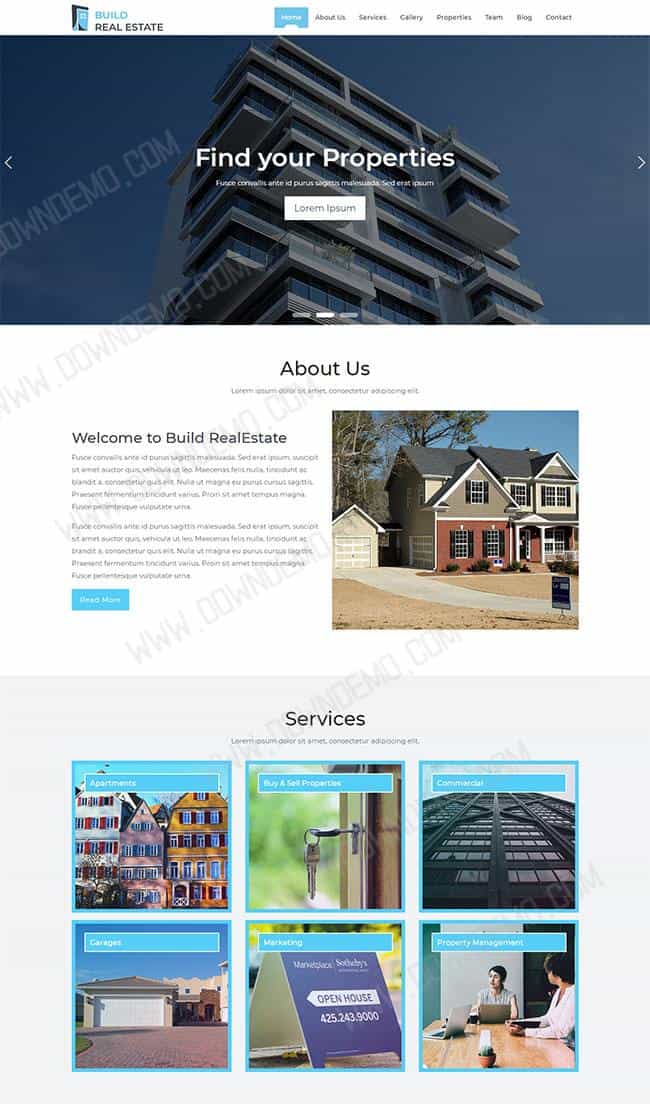 BUILD
REAL ESTATE
Home About Us Services Gallery Properties Team Blog Contact
Find your Properties
Fusce convallis ante id purus sagittis malesuada. Sed erat ipsum
Lorem Ipsum
About Us
Lorem ipsum dolor sit amet, consectetur adipiscing elit.
Welcome to Build RealEstate
Fusce convallis ante id purus sagittis malesuada. Sed erat ipsum, suscipit
sit amet auctor quis, vehicula ut leo. Maecenas felis nulla, tincidunt ac
blandit a, consectetur quis elit. Nulla ut magna eu purus cursus sagittis.
Praesent fermentum tincidunt varius. Proin sit amet tempus magna.
Fusce pellentesque vulputate urna.
Fusce convallis ante id purus sagittis malesuada. Sed erat ipsum, suscipit
sit amet auctor quis, vehicula ut leo. Maecenas felis nulla, tincidunt ac
blandit a, consectetur quis elit. Nulla ut magna eu purus cursus sagittis.
Praesent fermentum tincidunt varius. Proin sit amet tempus magna.
Fusce pellentesque vulputate urna.
Read More
Services
Lorem ipsum dolor sit amet, consectetur adipiscing elit.
Apartments
Buy & Sell Properties
Commercial
Garages
Marketing
Property Management
Marketplace Sotheby's
OPEN HOUSE
425.243.9000
WWW.DOWNDEMO.COM
WWW.DOWNDEMO.COM
WWW.DOWNDEMO.COM
WWW.DOWNDEMO.COM